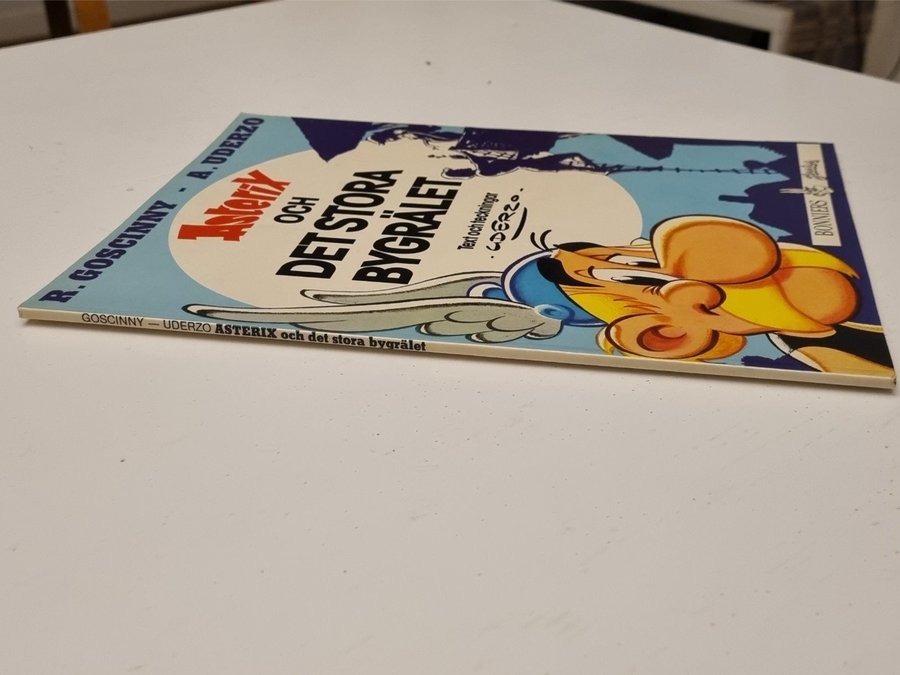 R. GOSCINNY - A. UDERZO
Asterix
OCH
DET STORA
BYGRÄLET
Text och teckningar
UDERZO
BONNIERS
GOSCINNY — UDERZO ASTERIX och det stora bygrälet